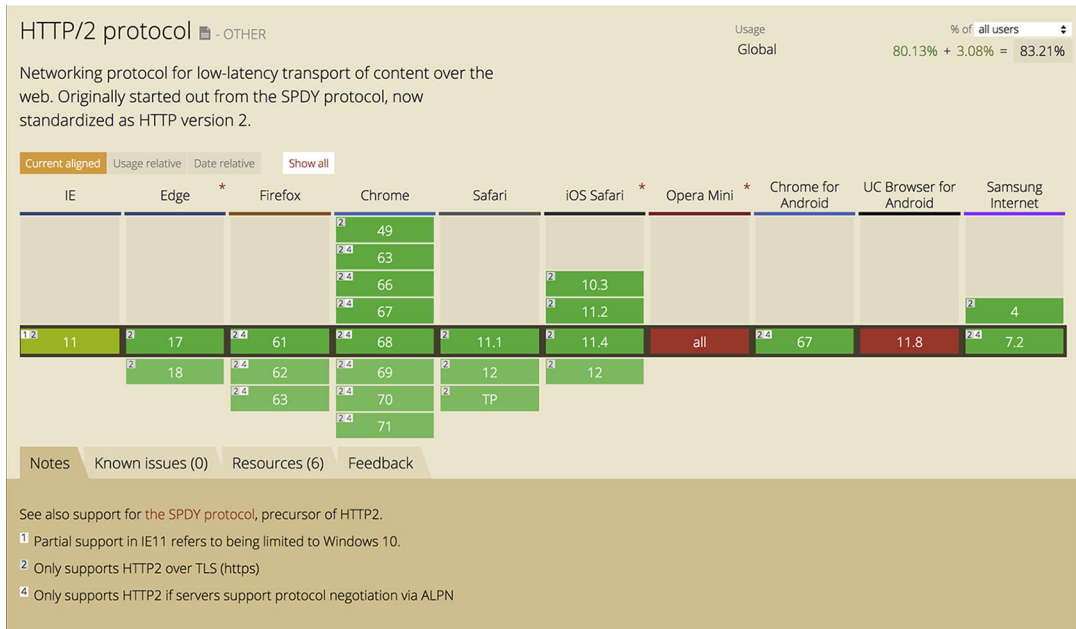 HTTP/2 protocol - OTHER
Usage % of all users
Global 80.13% + 3.08% = 83.21%
Networking protocol for low-latency transport of content over the
web. Originally started out from the SPDY protocol, now
standardized as HTTP version 2.
Current aligned Usage relative Date relative Show all
IE Edge * Firefox Chrome Safari iOS Safari * Opera Mini * Chrome for Android UC Browser for Android Samsung Internet
2 49
2 4 63
2 4 66 2 10.3
2 4 67 2 11.2 2 4
1 2 11 2 17 2 4 61 2 4 68 2 11.1 2 11.4 all 2 4 67 11.8 2 4 7.2
2 18 2 4 62 2 4 69 2 12 2 12
2 4 63 2 4 70 2 TP
2 4 71
Notes Known issues (0) Resources (6) Feedback
See also support for the SPDY protocol, precursor of HTTP2.
1 Partial support in IE11 refers to being limited to Windows 10.
2 Only supports HTTP2 over TLS (https)
4 Only supports HTTP2 if servers support protocol negotiation via ALPN